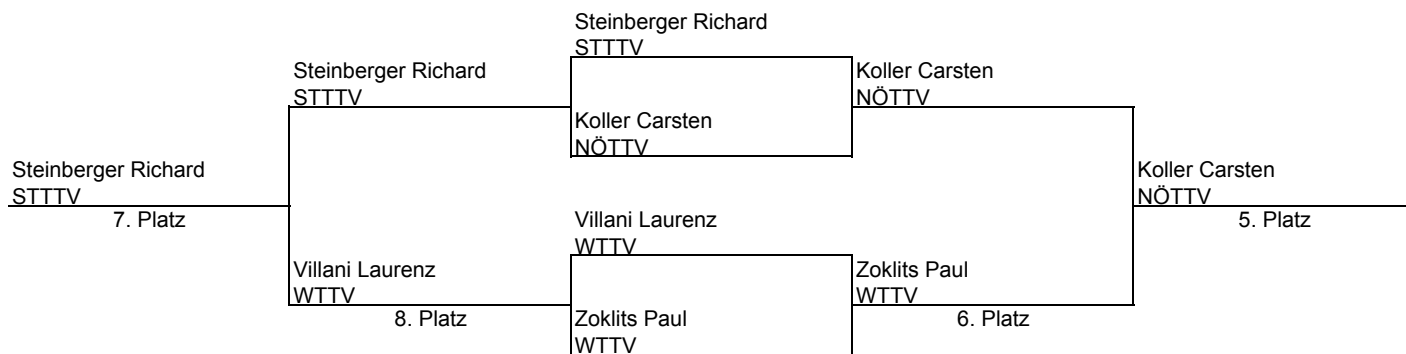 Steinberger Richard
STTTV
Steinberger Richard
STTTV
Koller Carsten
NÖTTV
Koller Carsten
NÖTTV
Steinberger Richard
STTTV
7. Platz
Koller Carsten
NÖTTV
5. Platz
Villani Laurenz
WTTV
Villani Laurenz
WTTV
8. Platz
Zoklits Paul
WTTV
6. Platz
Zoklits Paul
WTTV